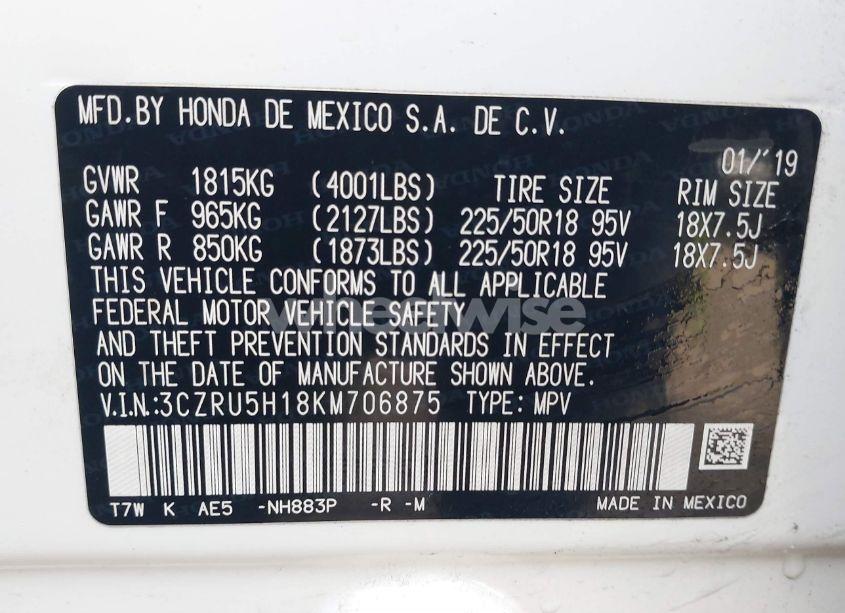 MFD.BY HONDA DE MEXICO S.A. DE C.V.
01/'19
GVWR 1815KG (4001LBS) TIRE SIZE RIM SIZE
GAWR F 965KG (2127LBS) 225/50R18 95V 18X7.5J
GAWR R 850KG (1873LBS) 225/50R18 95V 18X7.5J
THIS VEHICLE CONFORMS TO ALL APPLICABLE
FEDERAL MOTOR VEHICLE SAFETY
AND THEFT PREVENTION STANDARDS IN EFFECT
ON THE DATE OF MANUFACTURE SHOWN ABOVE.
V.I.N.:3CZRU5H18KM706875 TYPE: MPV
T7W K AE5 -NH883P -R -M MADE IN MEXICO